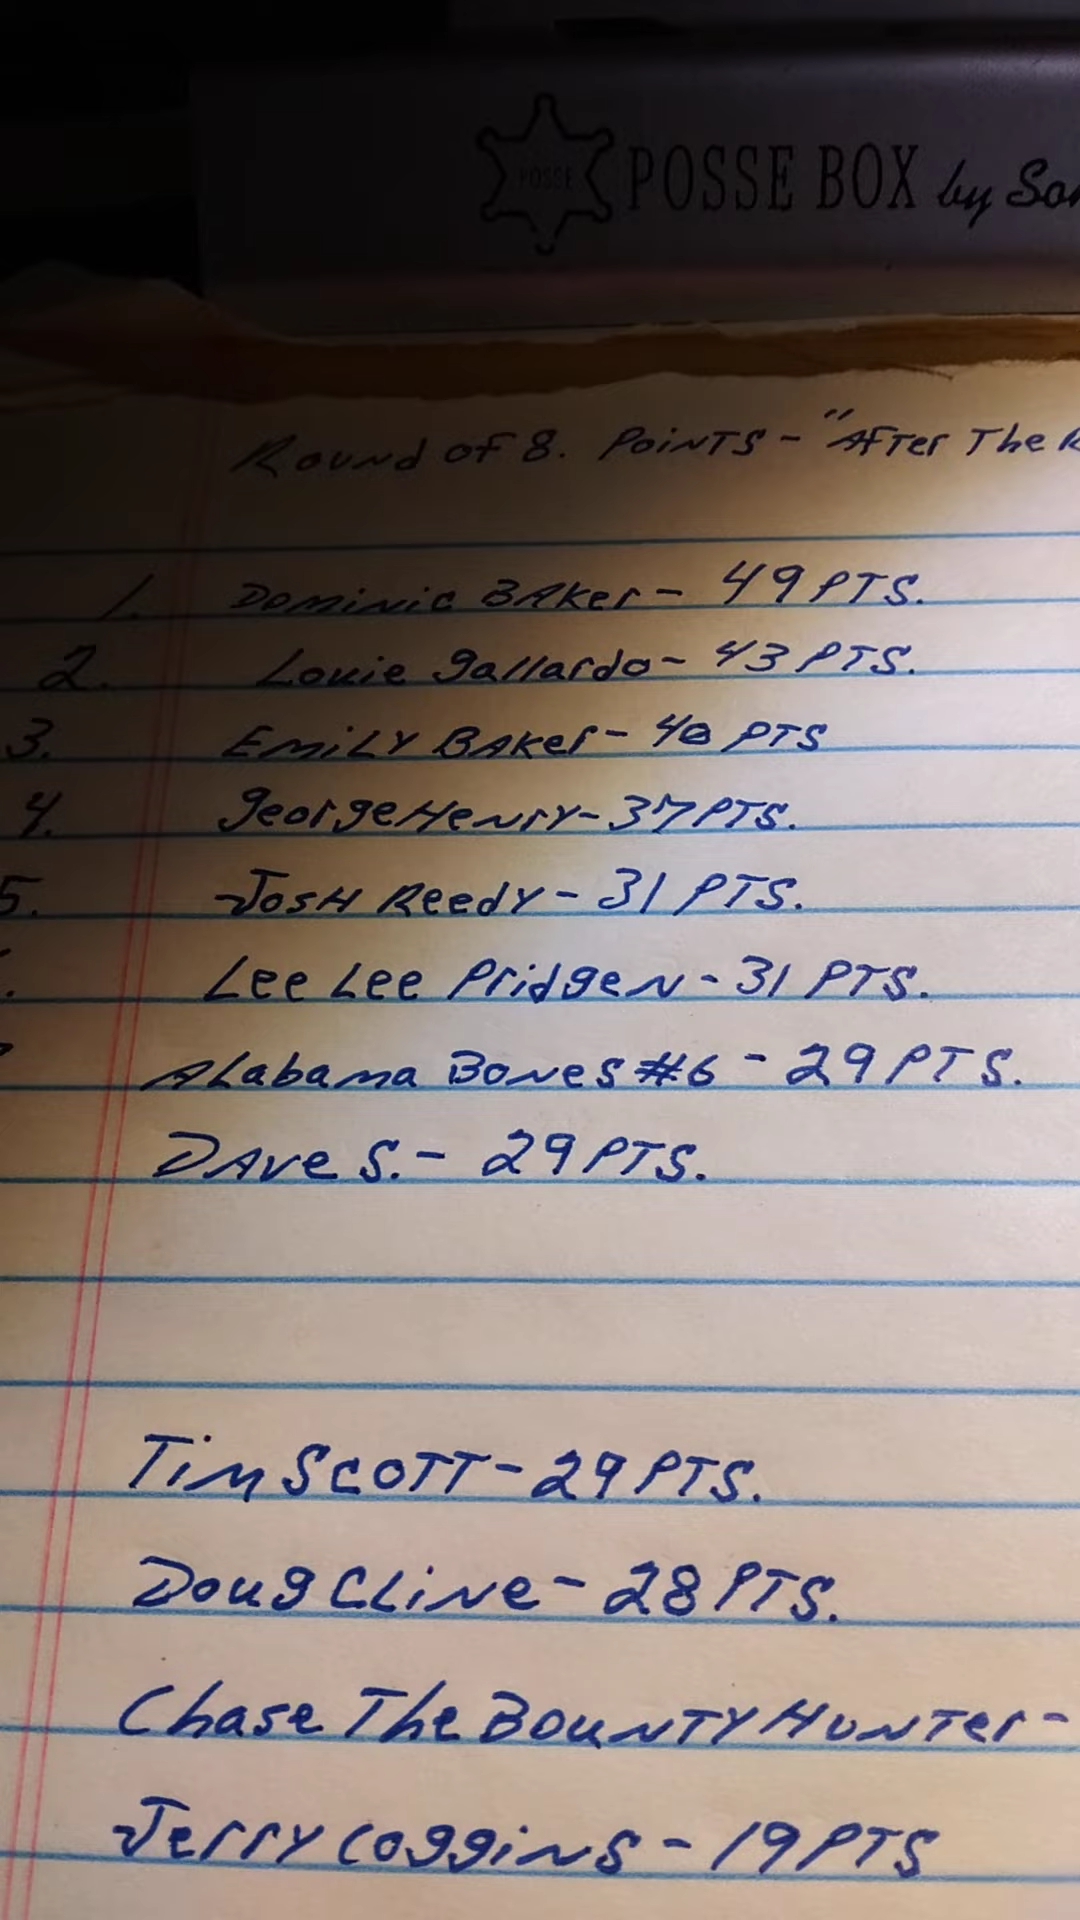 POSSE
POSSE BOX by
Round of 8. POINTS - "AFTER The
1. Dominic BAker - 49 PTS.
2. Louie gallardo - 43 PTS.
3. EMiLY BAKer - 40 PTS
4. george Henry - 37 PTS.
5. JOSH Reedy - 31 PTS.
Lee Lee Pridgen - 31 PTS.
ALabama Bones #6 - 29 PTS.
DAve S. - 29 PTS.
Tim SCOTT - 29 PTS.
Doug CLine - 28 PTS.
Chase The BOUNTY HUNTer -
Jerry Coggins - 19 PTS